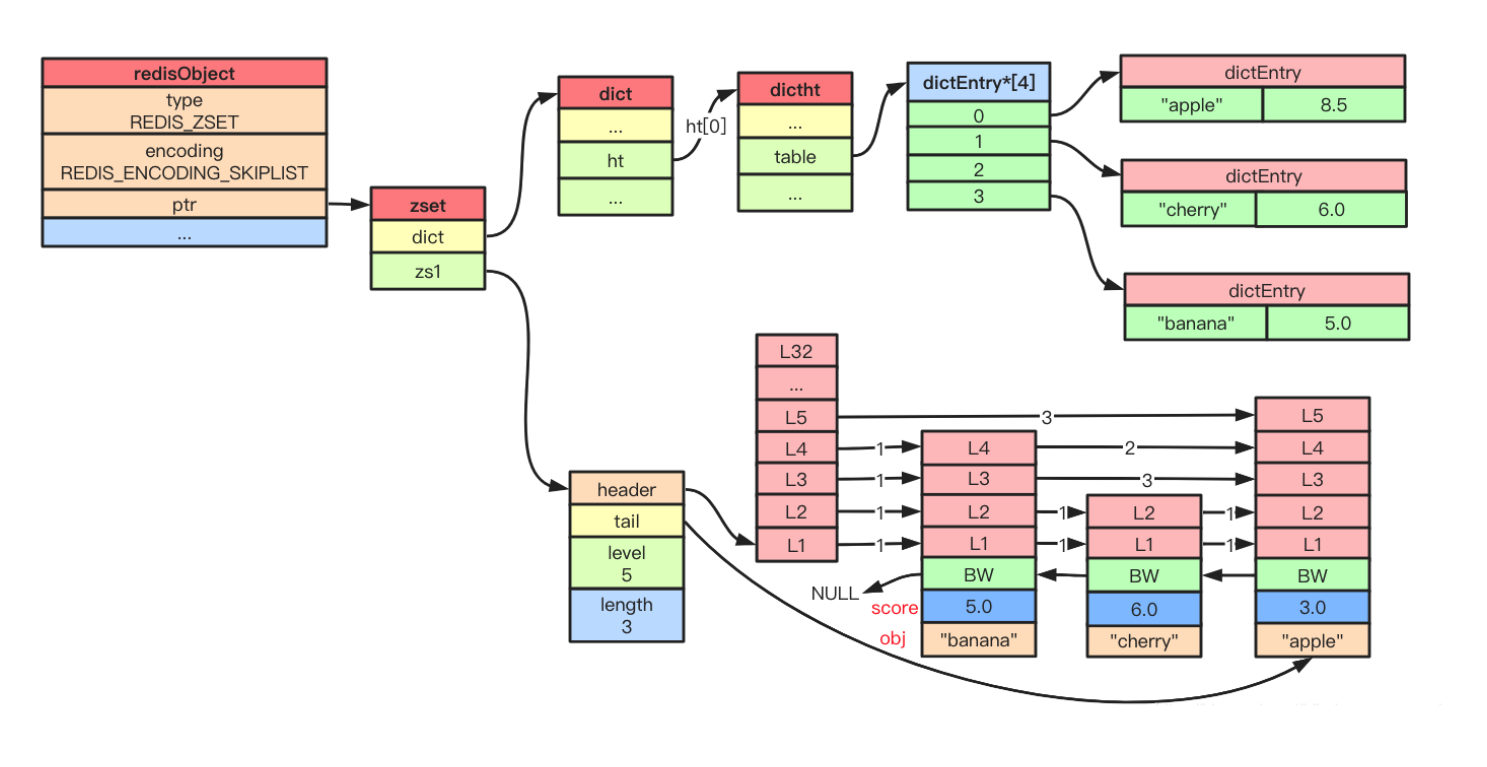 redisObject
type
REDIS_ZSET
encoding
REDIS_ENCODING_SKIPLIST
ptr
...
zset
dict
zs1
dict
...
ht
...
ht[0]
dictht
...
table
...
dictEntry*[4]
0
1
2
3
dictEntry
"apple" 8.5
dictEntry
"cherry" 6.0
dictEntry
"banana" 5.0
header
tail
level
5
length
3
L32
...
L5 3 L5
L4 1 L4 2 L4
L3 1 L3 3 L3
L2 1 L2 1 L2 1 L2
L1 1 L1 1 L1 1 L1
NULL BW BW BW
score 5.0 6.0 3.0
obj "banana" "cherry" "apple"